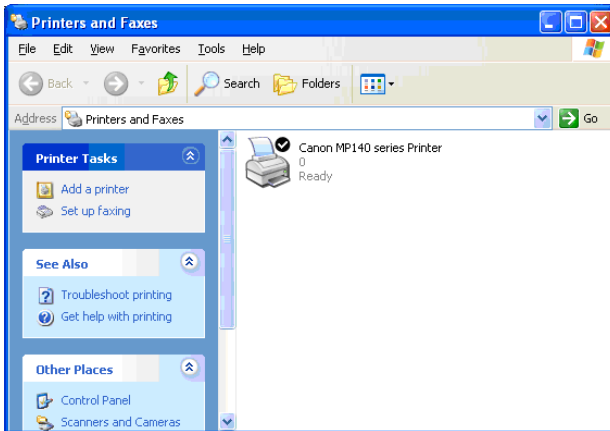 Printers and Faxes
File Edit View Favorites Tools Help
Back Search Folders
Address Printers and Faxes Go
Printer Tasks
Add a printer
Set up faxing
See Also
Troubleshoot printing
Get help with printing
Other Places
Control Panel
Scanners and Cameras
Canon MP140 series Printer
0
Ready